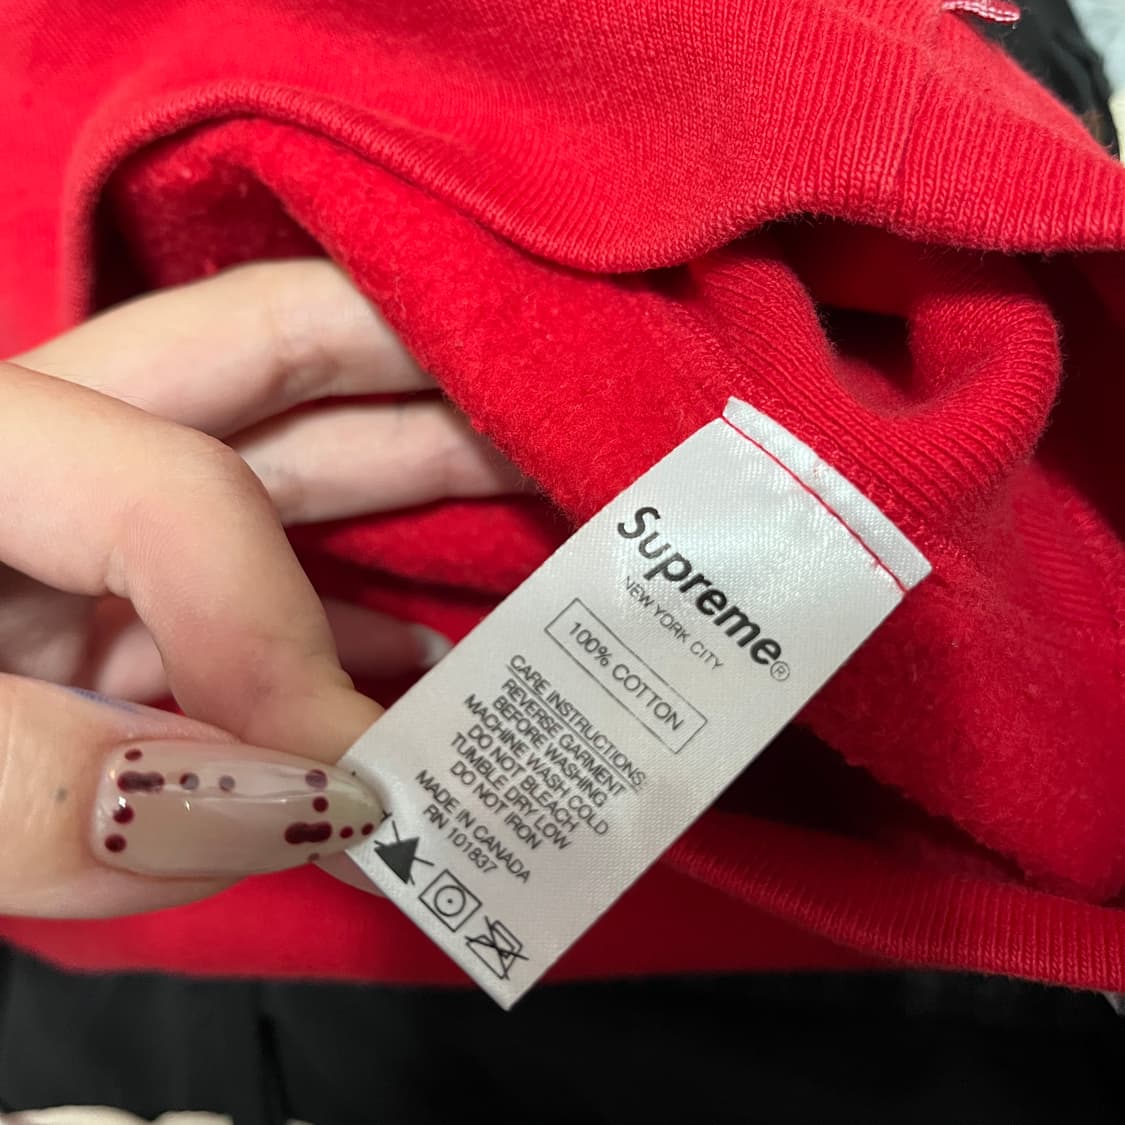 Supreme®
NEW YORK CITY
100% COTTON
CARE INSTRUCTIONS:
REVERSE GARMENT
BEFORE WASHING
MACHINE WASH COLD
DO NOT BLEACH
TUMBLE DRY LOW
DO NOT IRON
MADE IN CANADA
RN 101837